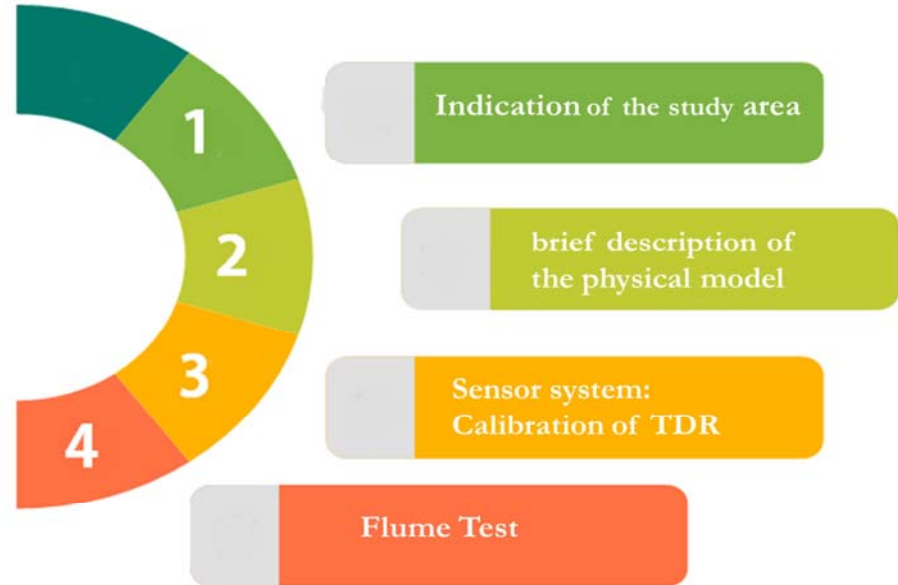 1
Indication of the study area
2
brief description of
the physical model
3
Sensor system:
Calibration of TDR
4
Flume Test